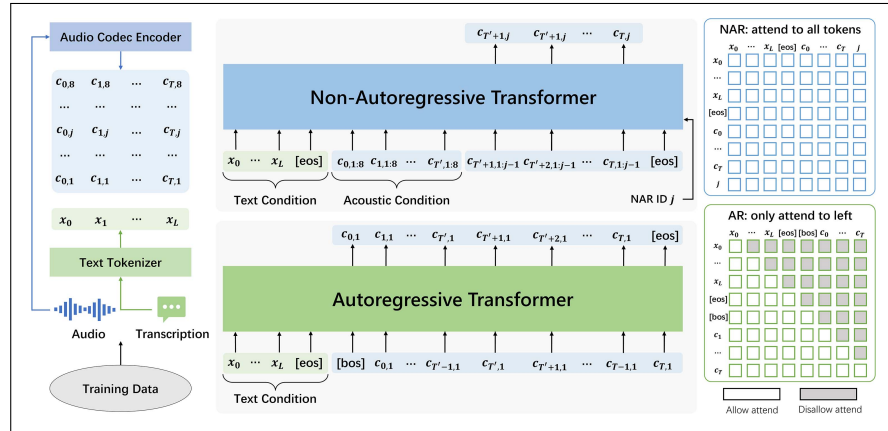 Audio Codec Encoder
c0,8 c1,8 ... cT,8
... ... ... ...
c0,j c1,j ... cT,j
... ... ... ...
c0,1 c1,1 ... cT,1
x0 x1 ... xL
Text Tokenizer
Audio Transcription
Training Data
cT'+1,j cT'+1,j ... cT,j
Non-Autoregressive Transformer
x0 ... xL [eos] c0,1:8 c1,1:8 ... cT',1:8 cT'+1,1:j−1 cT'+2,1:j−1 ... cT,1:j−1 [eos]
Text Condition Acoustic Condition
NAR ID j
c0,1 c1,1 ... cT',1 cT'+1,1 cT'+2,1 ... cT,1 [eos]
Autoregressive Transformer
x0 ... xL [eos] [bos] c0,1 ... cT'−1,1 cT',1 cT'+1,1 ... cT−1,1 cT,1
Text Condition
NAR: attend to all tokens
x0 ... xL [eos] c0 ... cT j
x0
...
xL
[eos]
c0
...
cT
j
AR: only attend to left
x0 ... xL [eos] [bos] c0 ... cT
x0
...
xL
[eos]
[bos]
c1
...
cT
Allow attend Disallow attend